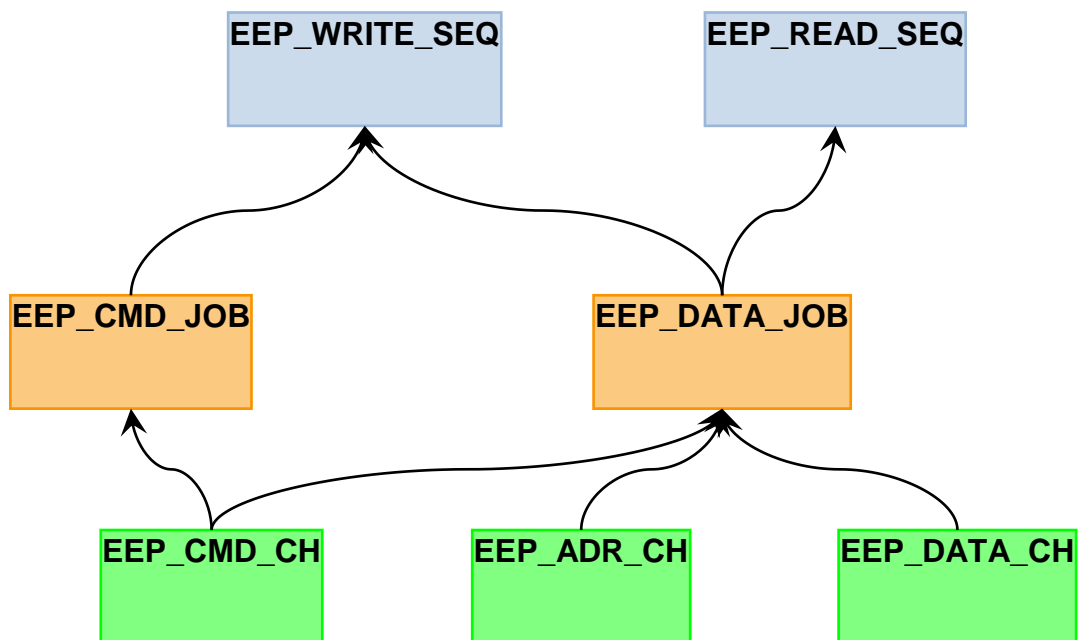 EEP_WRITE_SEQ
EEP_READ_SEQ
EEP_CMD_JOB
EEP_DATA_JOB
EEP_CMD_CH
EEP_ADR_CH
EEP_DATA_CH